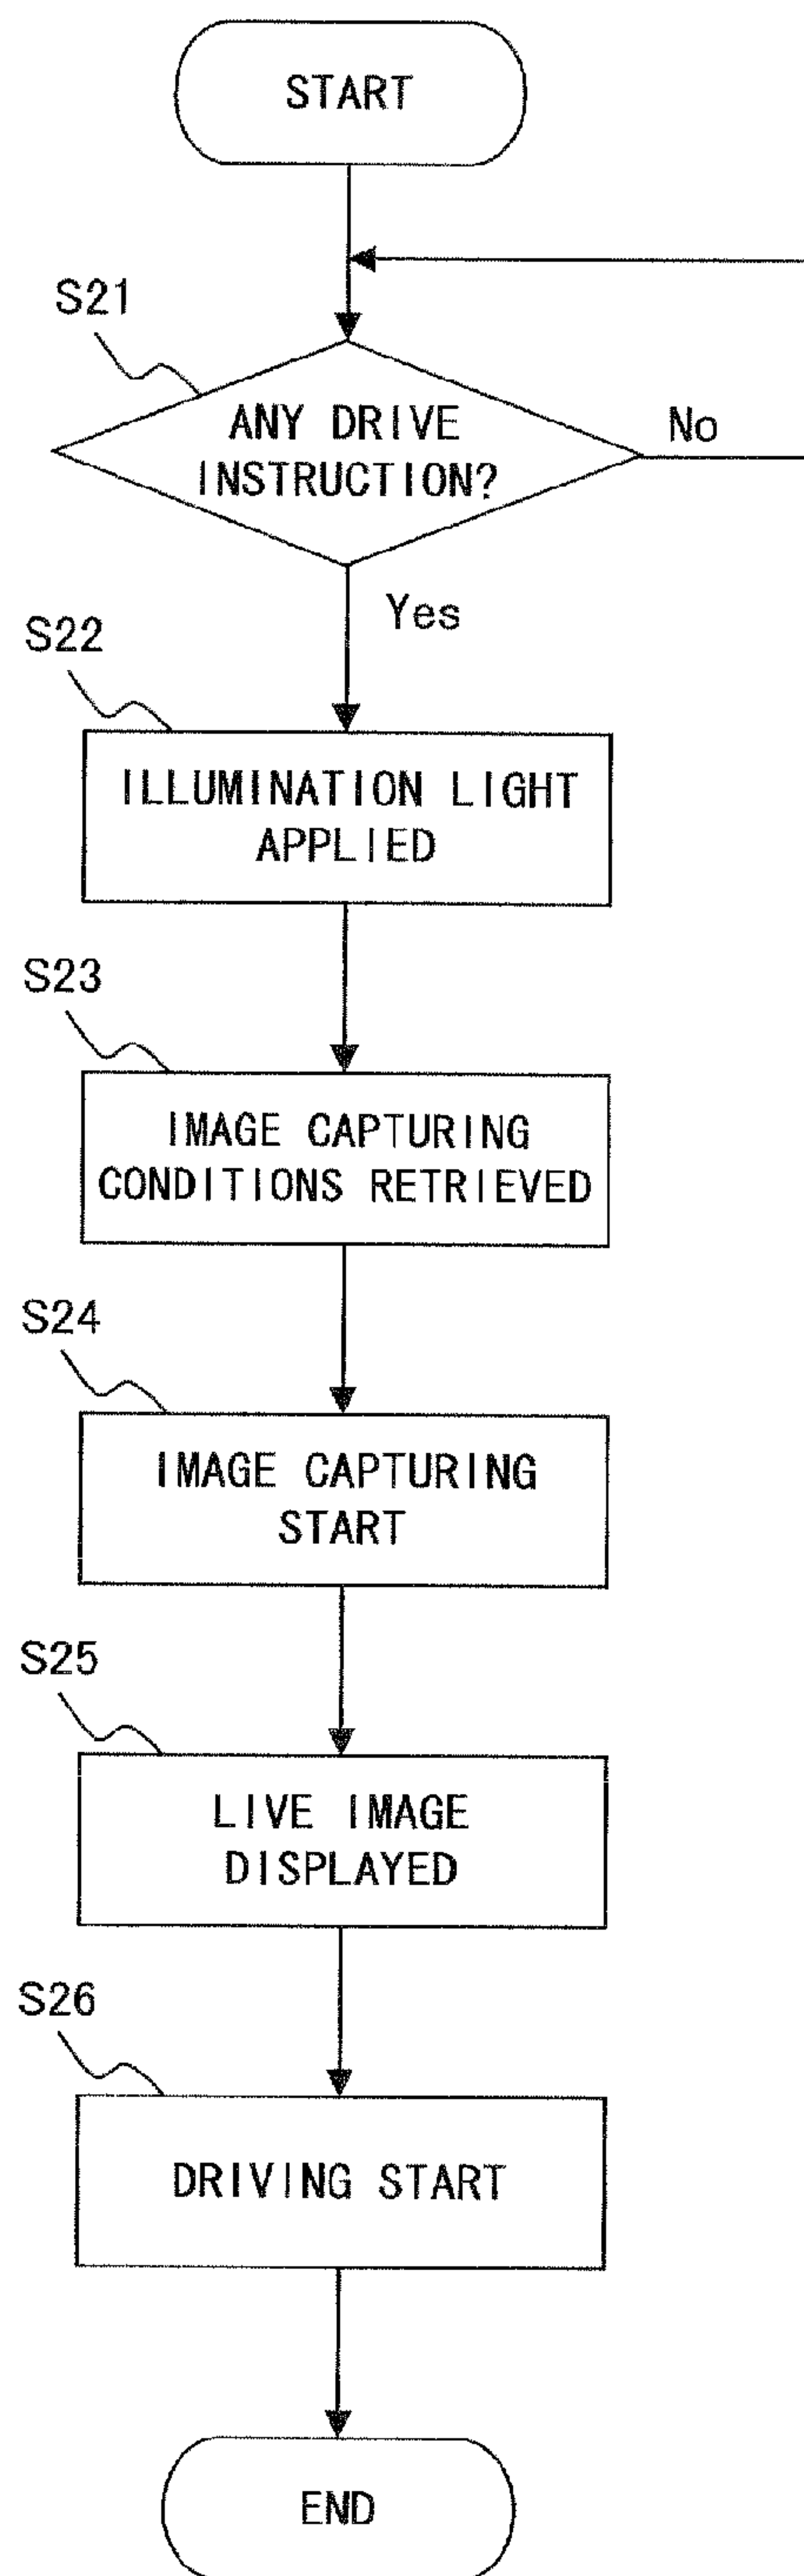 START
S21
ANY DRIVE
INSTRUCTION?
No
Yes
S22
ILLUMINATION LIGHT
APPLIED
S23
IMAGE CAPTURING
CONDITIONS RETRIEVED
S24
IMAGE CAPTURING
START
S25
LIVE IMAGE
DISPLAYED
S26
DRIVING START
END